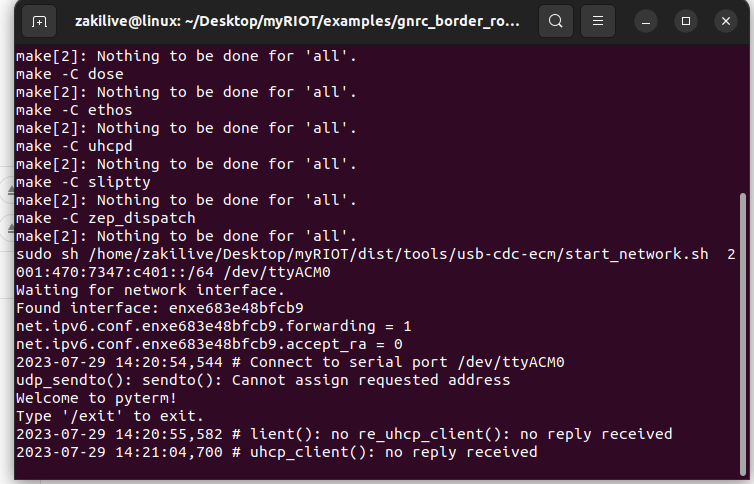 zakilive@linux: ~/Desktop/myRIOT/examples/gnrc_border_ro...
make[2]: Nothing to be done for 'all'.
make -C dose
make[2]: Nothing to be done for 'all'.
make -C ethos
make[2]: Nothing to be done for 'all'.
make -C uhcpd
make[2]: Nothing to be done for 'all'.
make -C sliptty
make[2]: Nothing to be done for 'all'.
make -C zep_dispatch
make[2]: Nothing to be done for 'all'.
sudo sh /home/zakilive/Desktop/myRIOT/dist/tools/usb-cdc-ecm/start_network.sh  2
001:470:7347:c401::/64 /dev/ttyACM0
Waiting for network interface.
Found interface: enxe683e48bfcb9
net.ipv6.conf.enxe683e48bfcb9.forwarding = 1
net.ipv6.conf.enxe683e48bfcb9.accept_ra = 0
2023-07-29 14:20:54,544 # Connect to serial port /dev/ttyACM0
udp_sendto(): sendto(): Cannot assign requested address
Welcome to pyterm!
Type '/exit' to exit.
2023-07-29 14:20:55,582 # lient(): no re_uhcp_client(): no reply received
2023-07-29 14:21:04,700 # uhcp_client(): no reply received